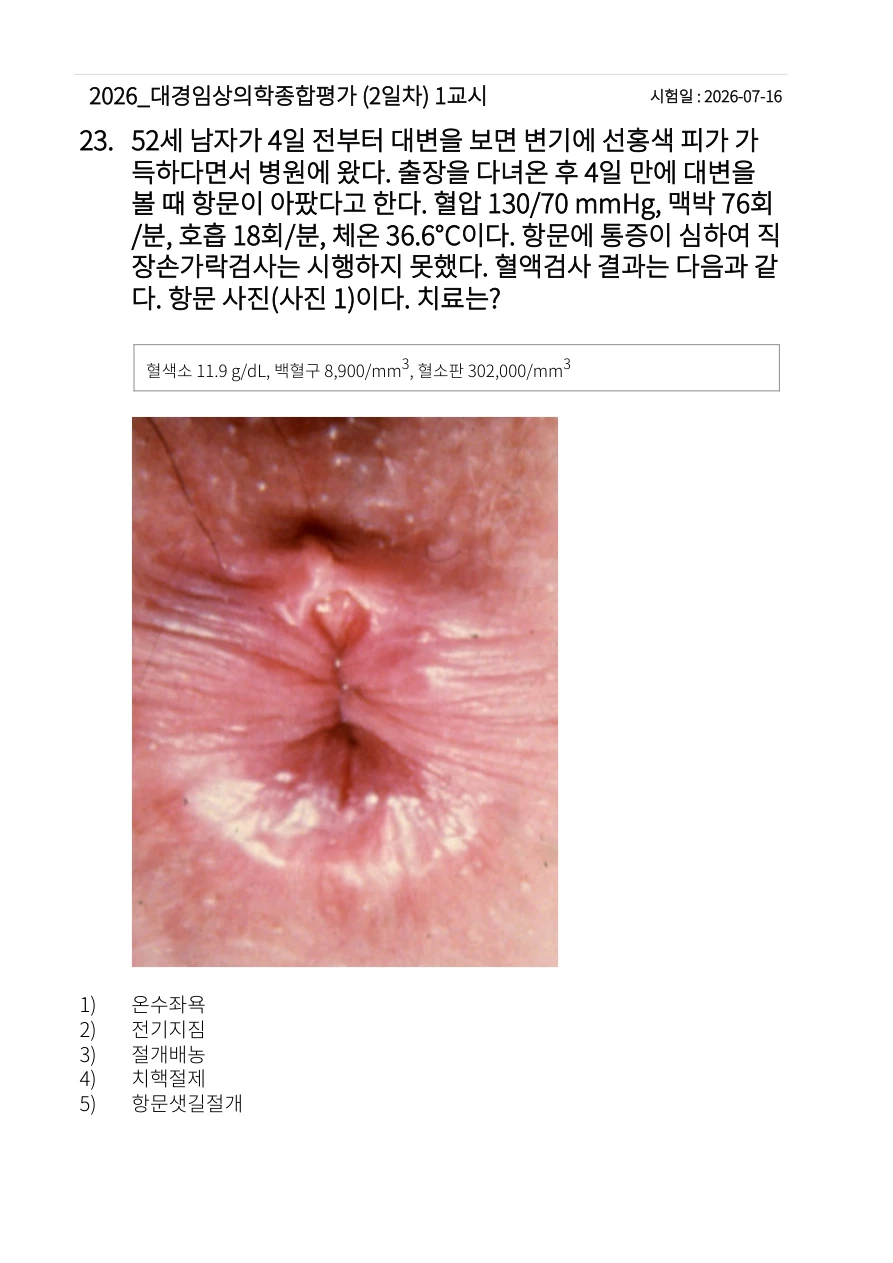 2026_대경임상의학종합평가 (2일차) 1교시
시험일 : 2026-07-16
23. 52세 남자가 4일 전부터 대변을 보면 변기에 선홍색 피가 가
득하다면서 병원에 왔다. 출장을 다녀온 후 4일 만에 대변을
볼 때 항문이 아팠다고 한다. 혈압 130/70 mmHg, 맥박 76회
/분, 호흡 18회/분, 체온 36.6°C이다. 항문에 통증이 심하여 직
장손가락검사는 시행하지 못했다. 혈액검사 결과는 다음과 같
다. 항문 사진(사진 1)이다. 치료는?
혈색소 11.9 g/dL, 백혈구 8,900/mm³, 혈소판 302,000/mm³
1) 온수좌욕
2) 전기지짐
3) 절개배농
4) 치핵절제
5) 항문샛길절개